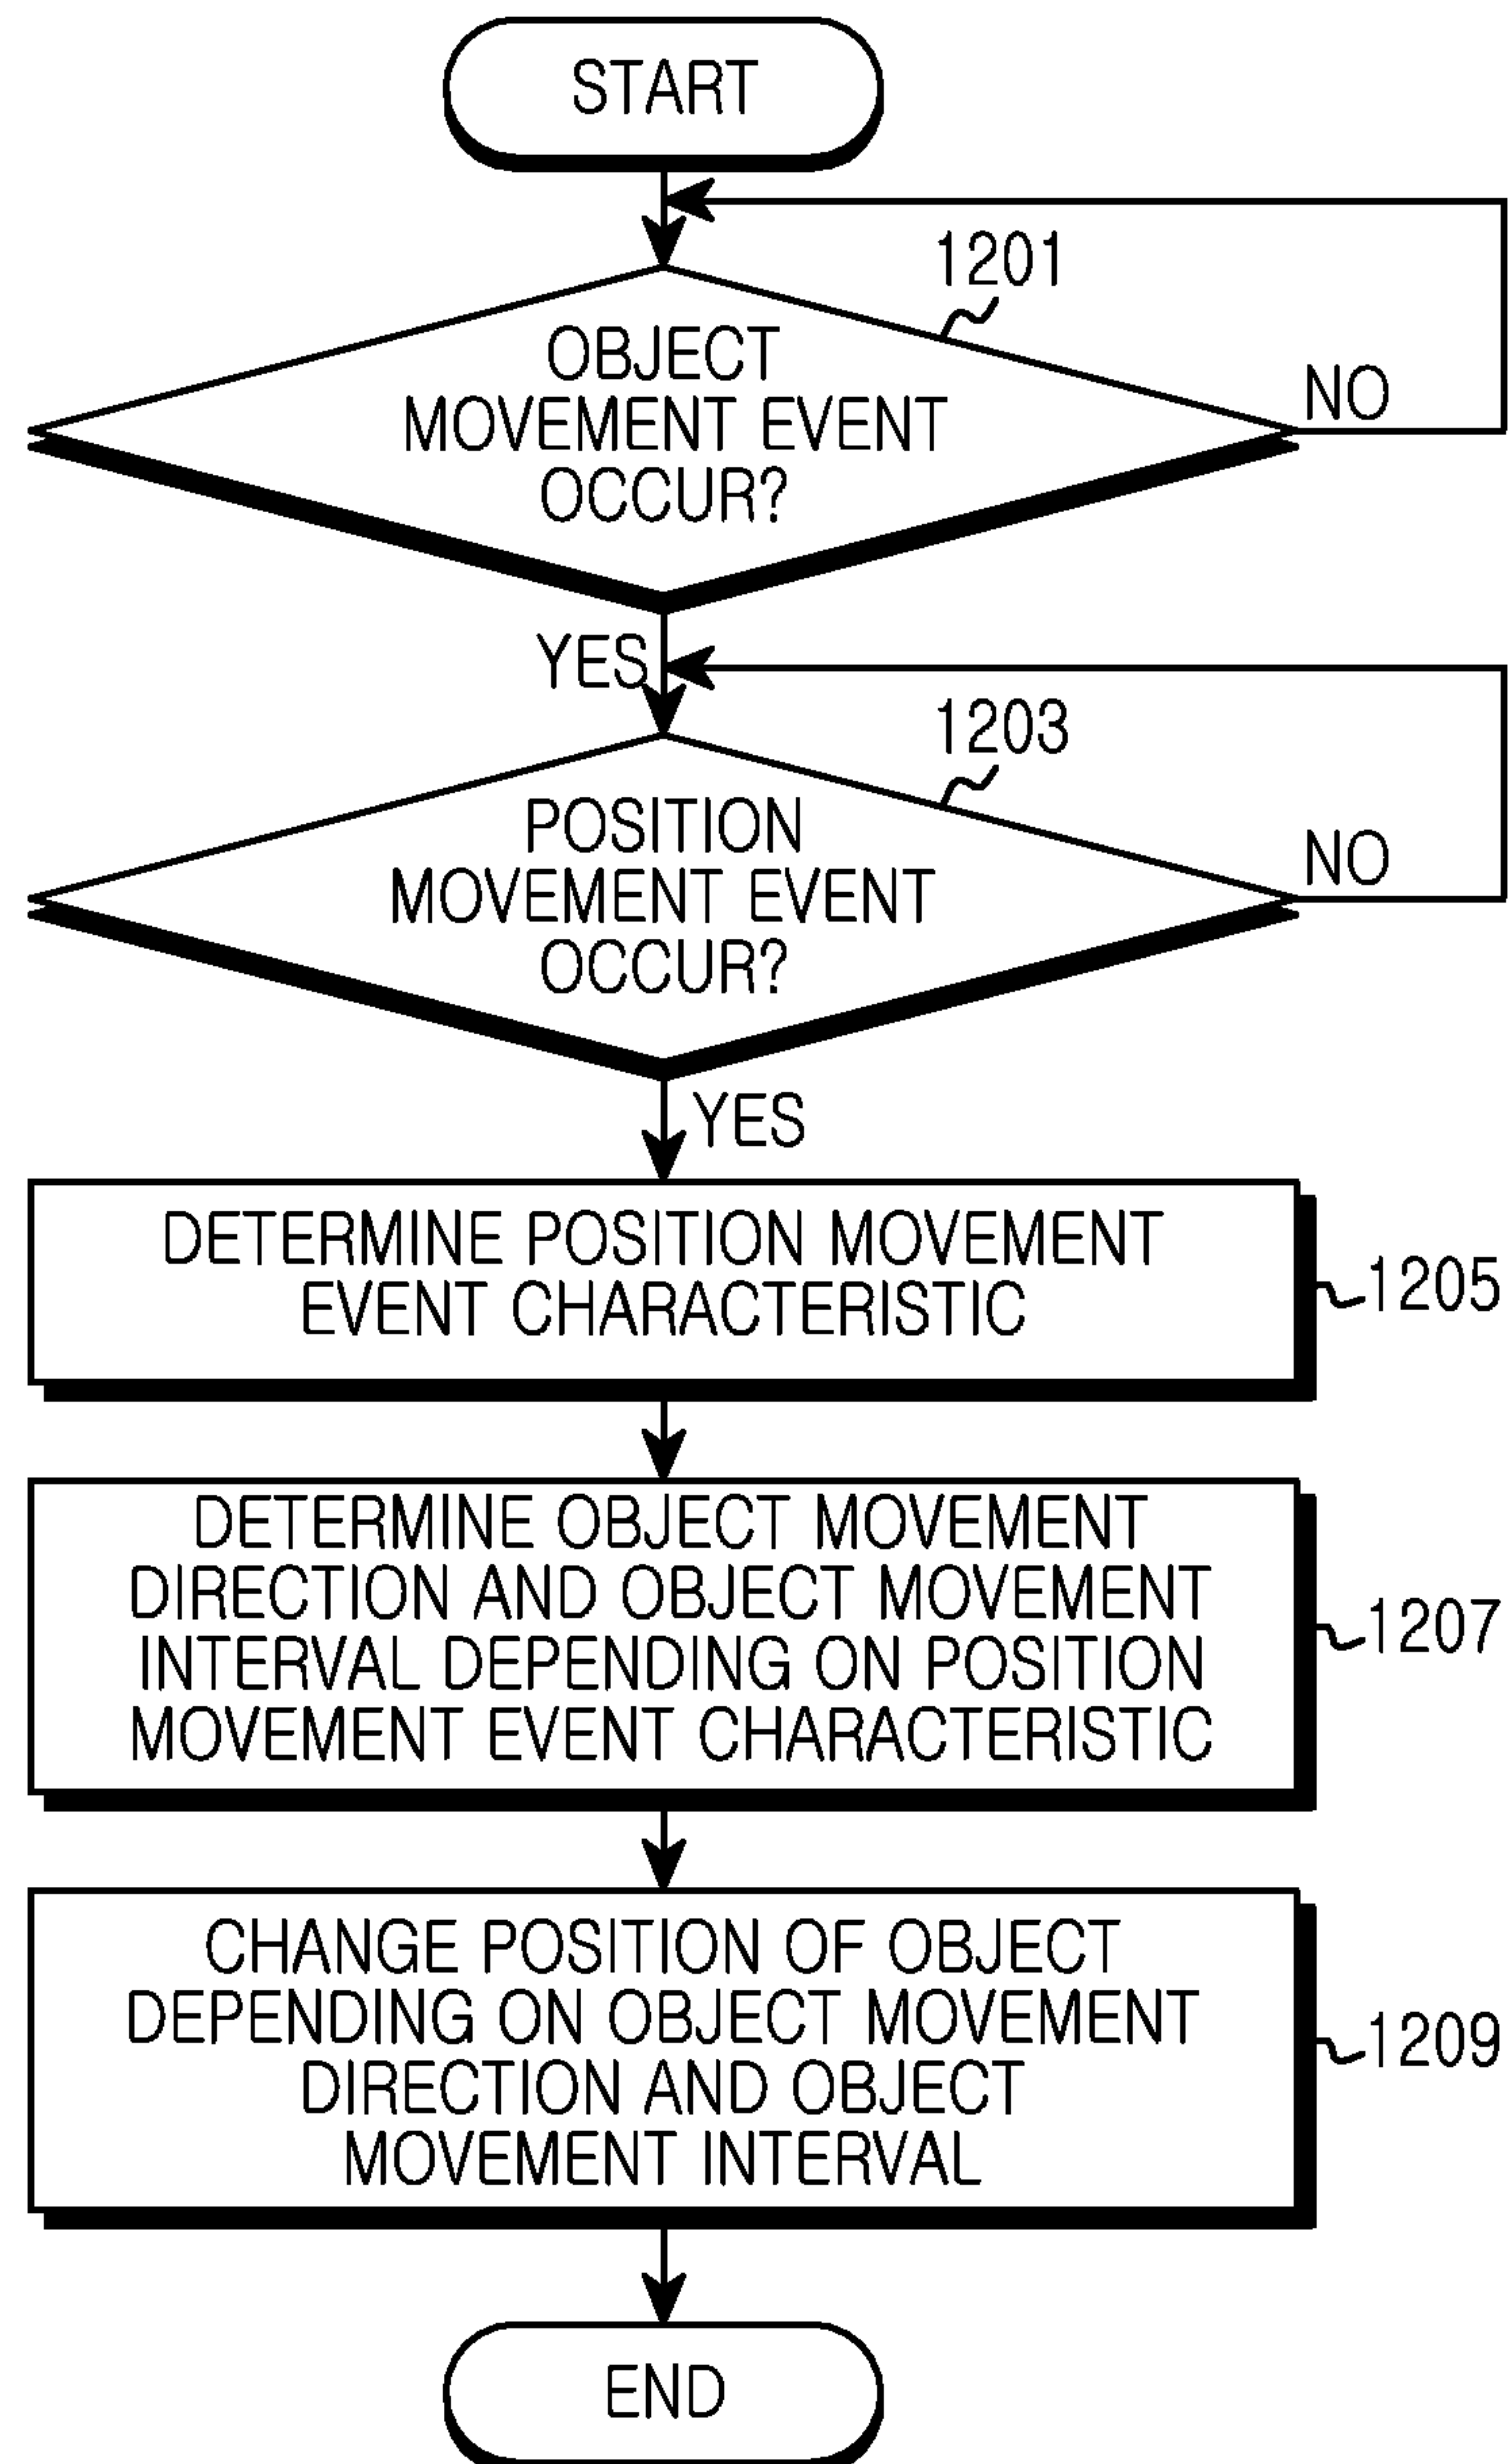 START
1201
OBJECT
MOVEMENT EVENT
OCCUR?
NO
YES
1203
POSITION
MOVEMENT EVENT
OCCUR?
NO
YES
DETERMINE POSITION MOVEMENT
EVENT CHARACTERISTIC
1205
DETERMINE OBJECT MOVEMENT
DIRECTION AND OBJECT MOVEMENT
INTERVAL DEPENDING ON POSITION
MOVEMENT EVENT CHARACTERISTIC
1207
CHANGE POSITION OF OBJECT
DEPENDING ON OBJECT MOVEMENT
DIRECTION AND OBJECT
MOVEMENT INTERVAL
1209
END